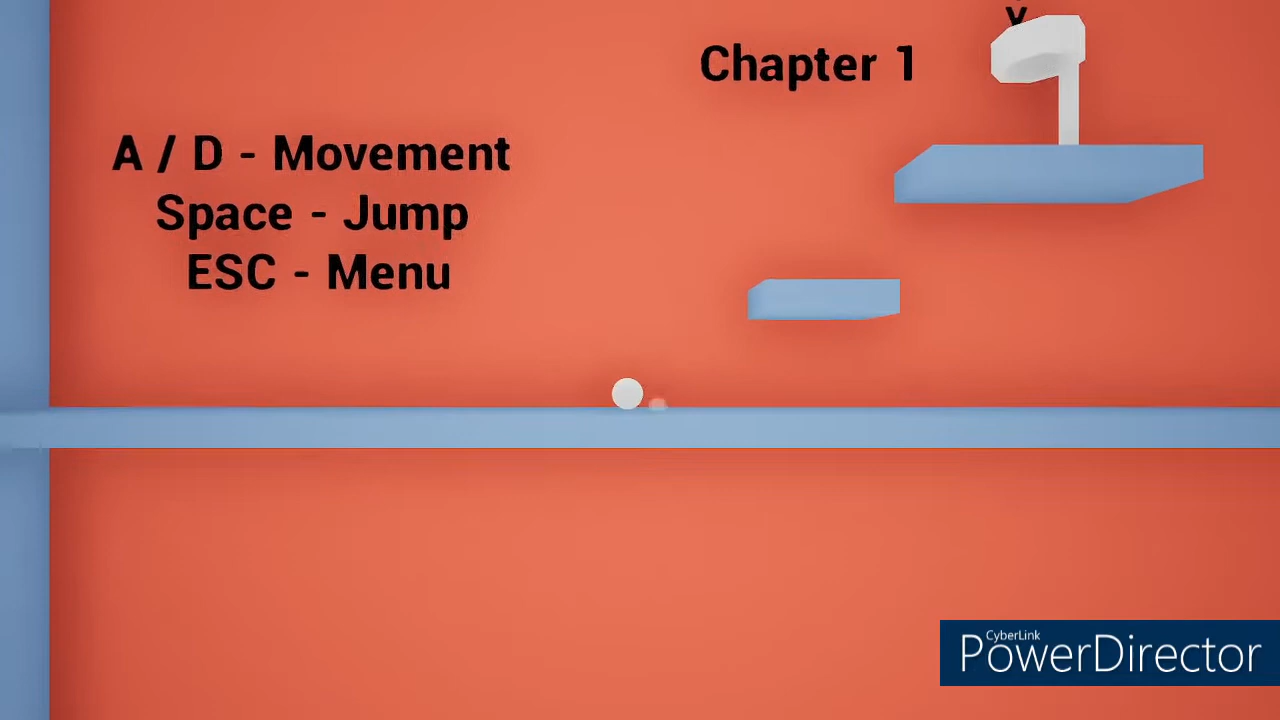 Chapter 1
A / D - Movement
Space - Jump
ESC - Menu
CyberLink
PowerDirector